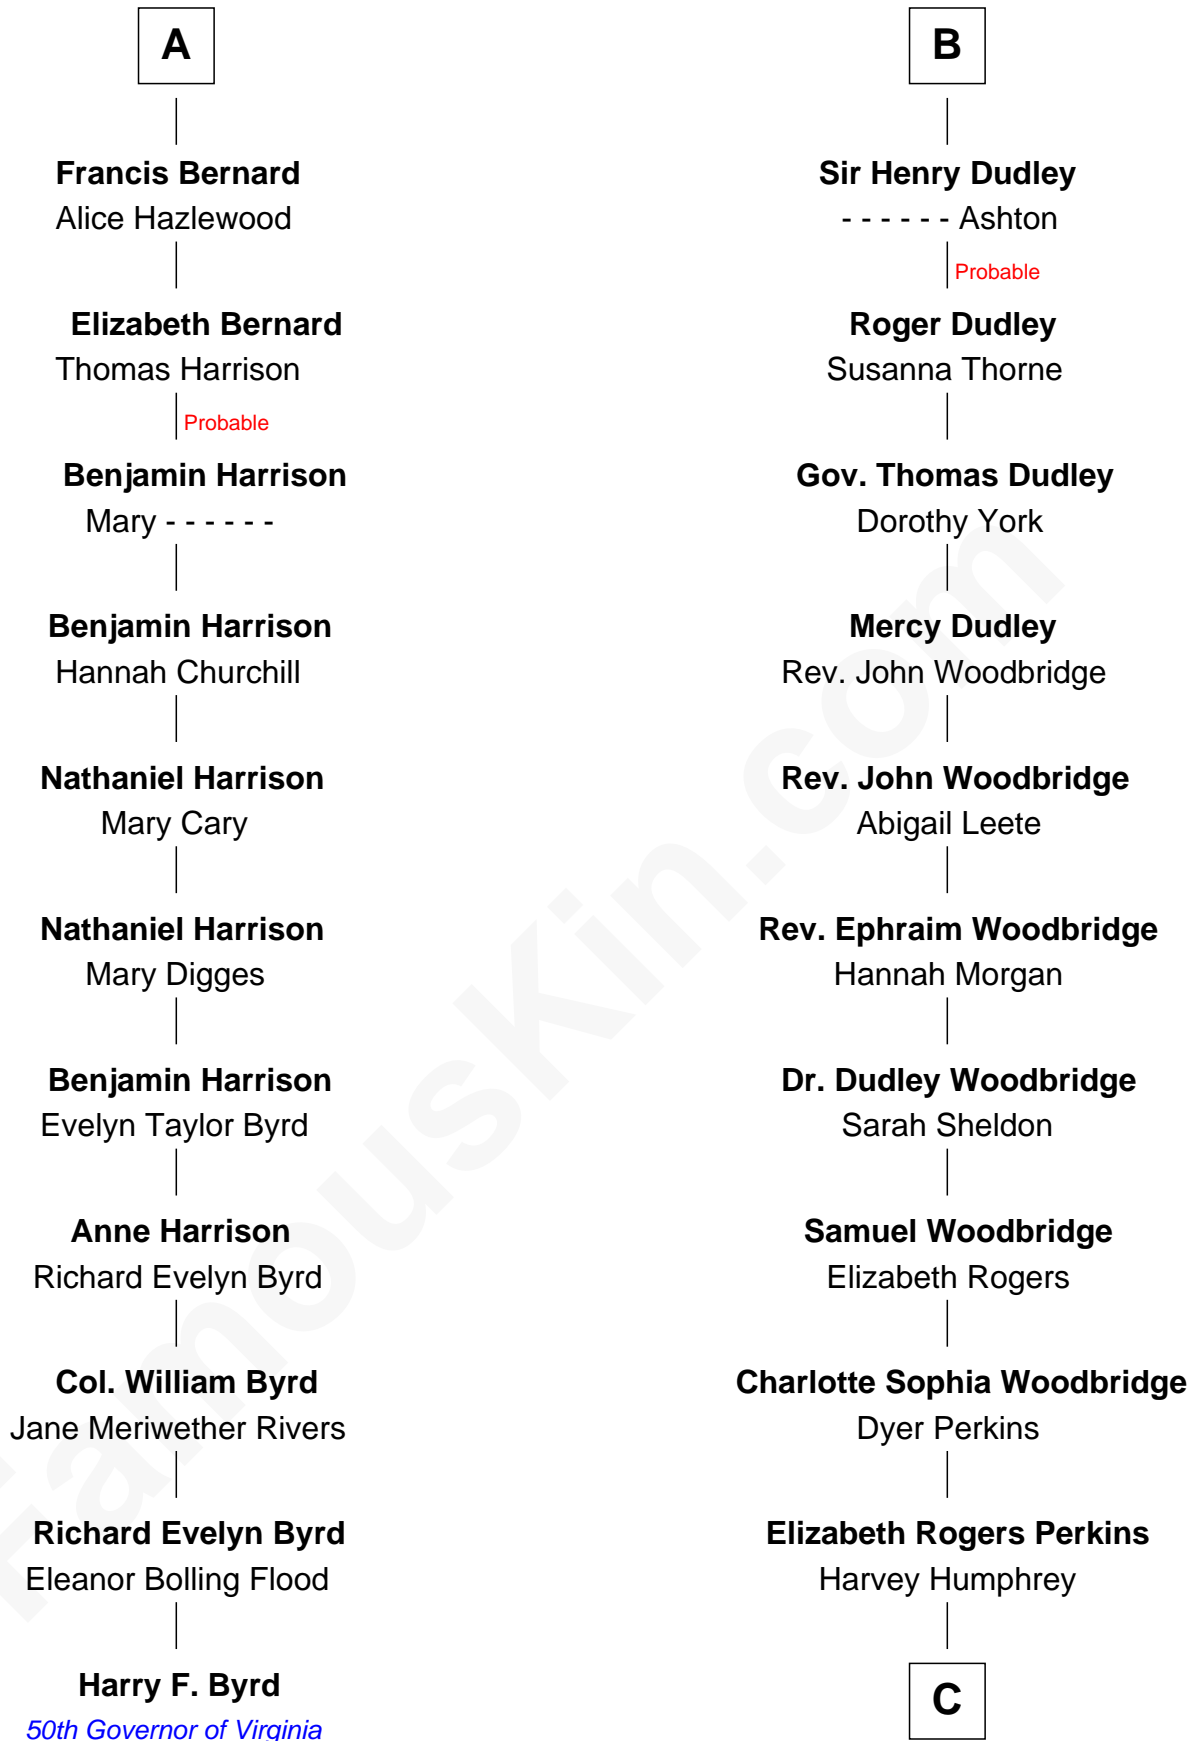 A
Francis Bernard
Alice Hazlewood
Elizabeth Bernard
Thomas Harrison
Probable
Benjamin Harrison
Mary - - - - - -
Benjamin Harrison
Hannah Churchill
Nathaniel Harrison
Mary Cary
Nathaniel Harrison
Mary Digges
Benjamin Harrison
Evelyn Taylor Byrd
Anne Harrison
Richard Evelyn Byrd
Col. William Byrd
Jane Meriwether Rivers
Richard Evelyn Byrd
Eleanor Bolling Flood
Harry F. Byrd
50th Governor of Virginia
B
Sir Henry Dudley
- - - - - - Ashton
Probable
Roger Dudley
Susanna Thorne
Gov. Thomas Dudley
Dorothy York
Mercy Dudley
Rev. John Woodbridge
Rev. John Woodbridge
Abigail Leete
Rev. Ephraim Woodbridge
Hannah Morgan
Dr. Dudley Woodbridge
Sarah Sheldon
Samuel Woodbridge
Elizabeth Rogers
Charlotte Sophia Woodbridge
Dyer Perkins
Elizabeth Rogers Perkins
Harvey Humphrey
C
FamousKin.com